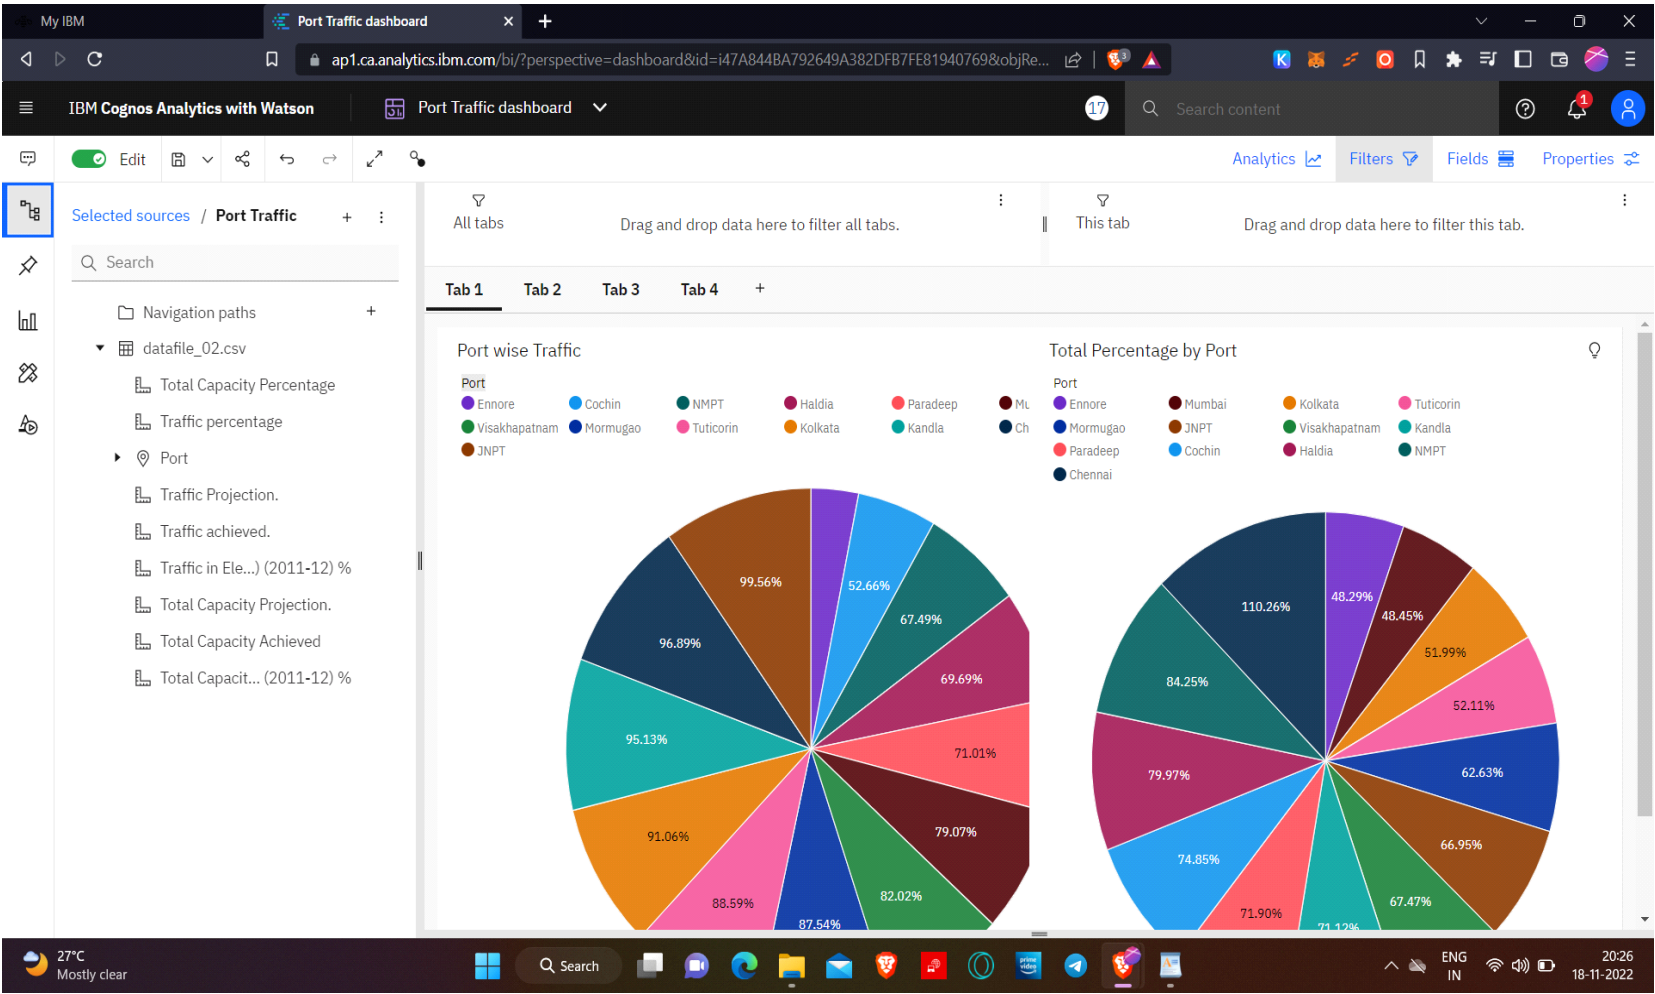 My IBM
Port Traffic dashboard
ap1.ca.analytics.ibm.com/bi/?perspective=dashboard&id=i47A844BA792649A382DFB7FE81940769&objRe...
3
IBM Cognos Analytics with Watson
Port Traffic dashboard
17
Search content
1
Edit
Analytics
Filters
Fields
Properties
Selected sources / Port Traffic
Search
Navigation paths
datafile_02.csv
Total Capacity Percentage
Traffic percentage
Port
Traffic Projection.
Traffic achieved.
Traffic in Ele...) (2011-12) %
Total Capacity Projection.
Total Capacity Achieved
Total Capacit... (2011-12) %
All tabs
Drag and drop data here to filter all tabs.
This tab
Drag and drop data here to filter this tab.
Tab 1
Tab 2
Tab 3
Tab 4
Port wise Traffic
Port
Ennore
Cochin
NMPT
Haldia
Paradeep
Mu
Visakhapatnam
Mormugao
Tuticorin
Kolkata
Kandla
Ch
JNPT
99.56%
52.66%
67.49%
96.89%
69.69%
95.13%
71.01%
91.06%
79.07%
88.59%
82.02%
87.54%
Total Percentage by Port
Port
Ennore
Mumbai
Kolkata
Tuticorin
Mormugao
JNPT
Visakhapatnam
Kandla
Paradeep
Cochin
Haldia
NMPT
Chennai
110.26%
48.29%
48.45%
51.99%
84.25%
52.11%
79.97%
62.63%
74.85%
66.95%
71.90%
67.47%
71.12%
27°C
Mostly clear
Search
prime video
ENG
IN
20:26
18-11-2022